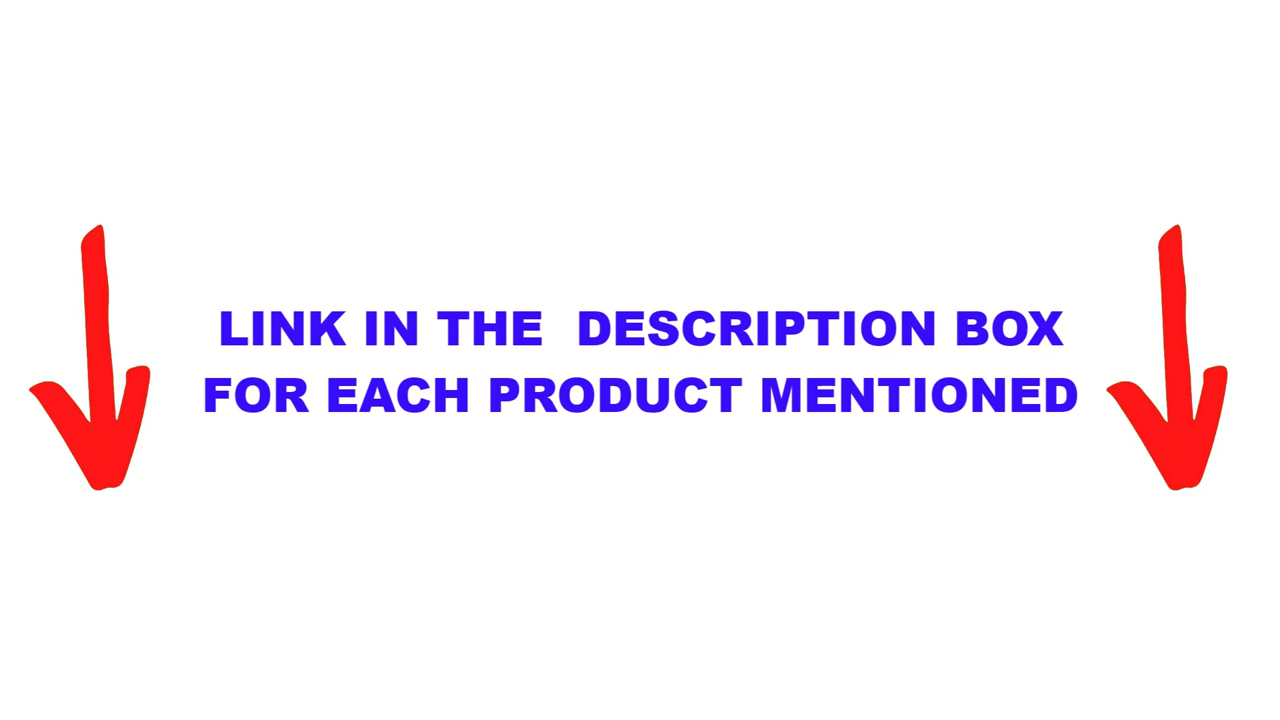 LINK IN THE  DESCRIPTION BOX
FOR EACH PRODUCT MENTIONED